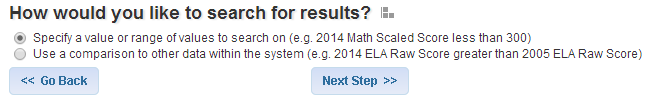 How would you like to search for results?
Specify a value or range of values to search on (e.g. 2014 Math Scaled Score less than 300)
Use a comparison to other data within the system (e.g. 2014 ELA Raw Score greater than 2005 ELA Raw Score)
<< Go Back
Next Step >>